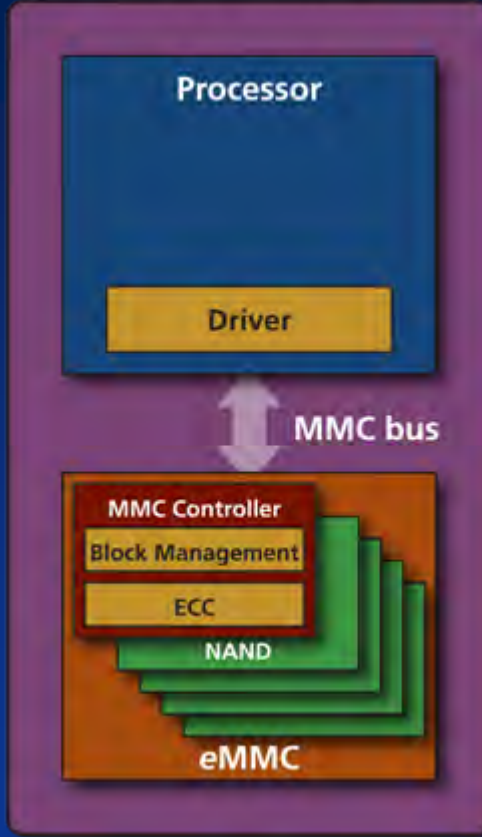 Processor
Driver
MMC bus
MMC Controller
Block Management
ECC
NAND
eMMC